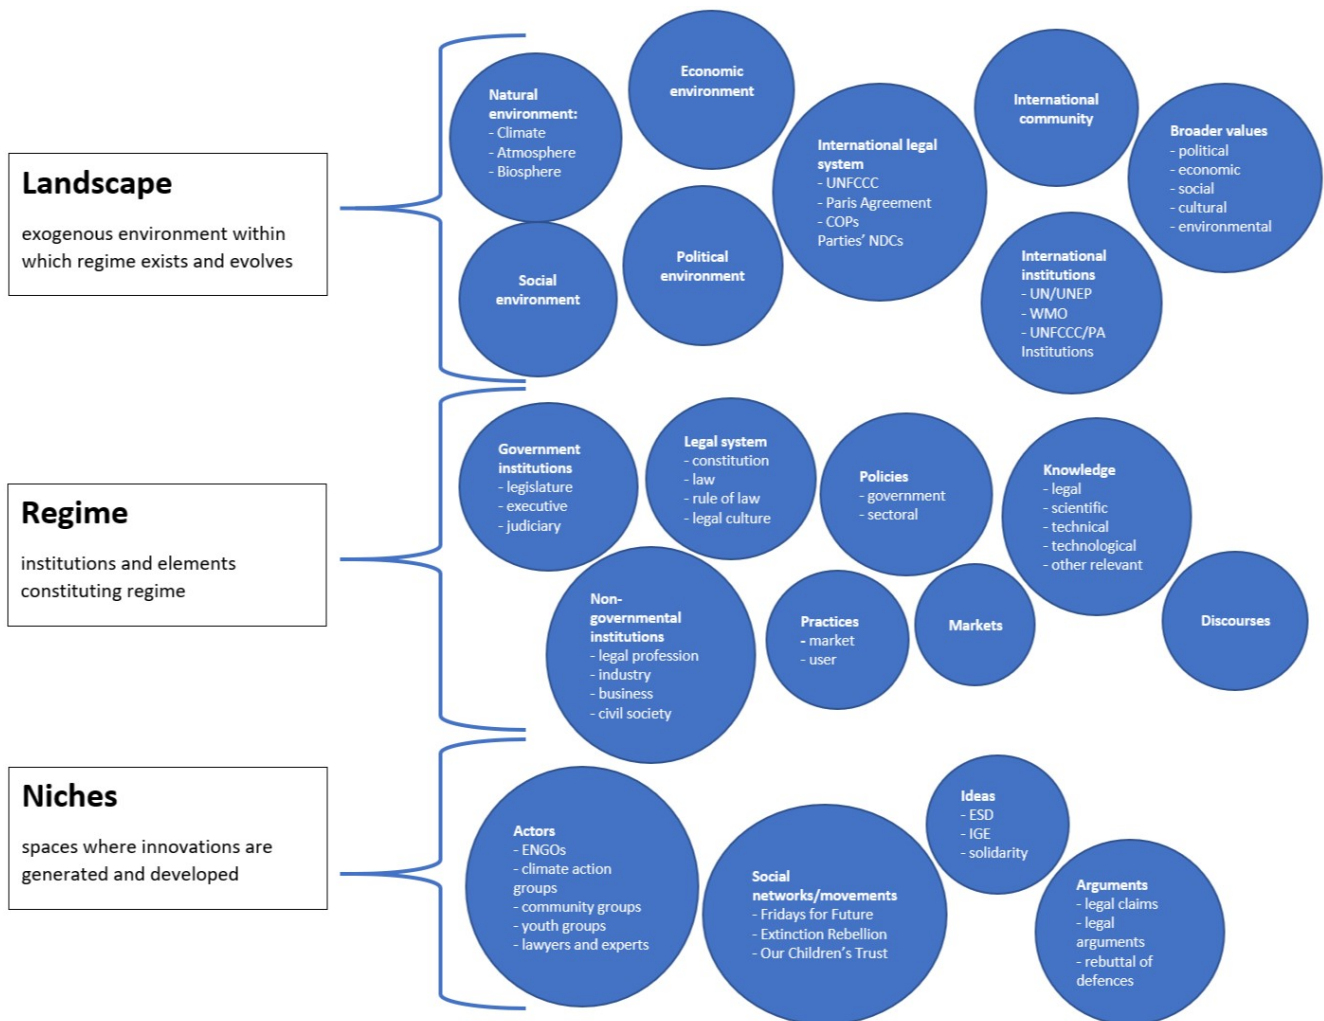 Landscape
exogenous environment within
which regime exists and evolves
Natural
environment:
- Climate
- Atmosphere
- Biosphere
Economic
environment
International legal
system
- UNFCCC
- Paris Agreement
- COPs
Parties’ NDCs
International
community
Broader values
- political
- economic
- social
- cultural
- environmental
Social
environment
Political
environment
International
institutions
- UN/UNEP
- WMO
- UNFCCC/PA
Institutions
Regime
institutions and elements
constituting regime
Government
institutions
- legislature
- executive
- judiciary
Legal system
- constitution
- law
- rule of law
- legal culture
Policies
- government
- sectoral
Knowledge
- legal
- scientific
- technical
- technological
- other relevant
Non-
governmental
institutions
- legal profession
- industry
- business
- civil society
Practices
- market
- user
Markets
Discourses
Niches
spaces where innovations are
generated and developed
Actors
- ENGOs
- climate action
groups
- community groups
- youth groups
- lawyers and experts
Social
networks/movements
- Fridays for Future
- Extinction Rebellion
- Our Children’s Trust
Ideas
- ESD
- IGE
- solidarity
Arguments
- legal claims
- legal
arguments
- rebuttal of
defences